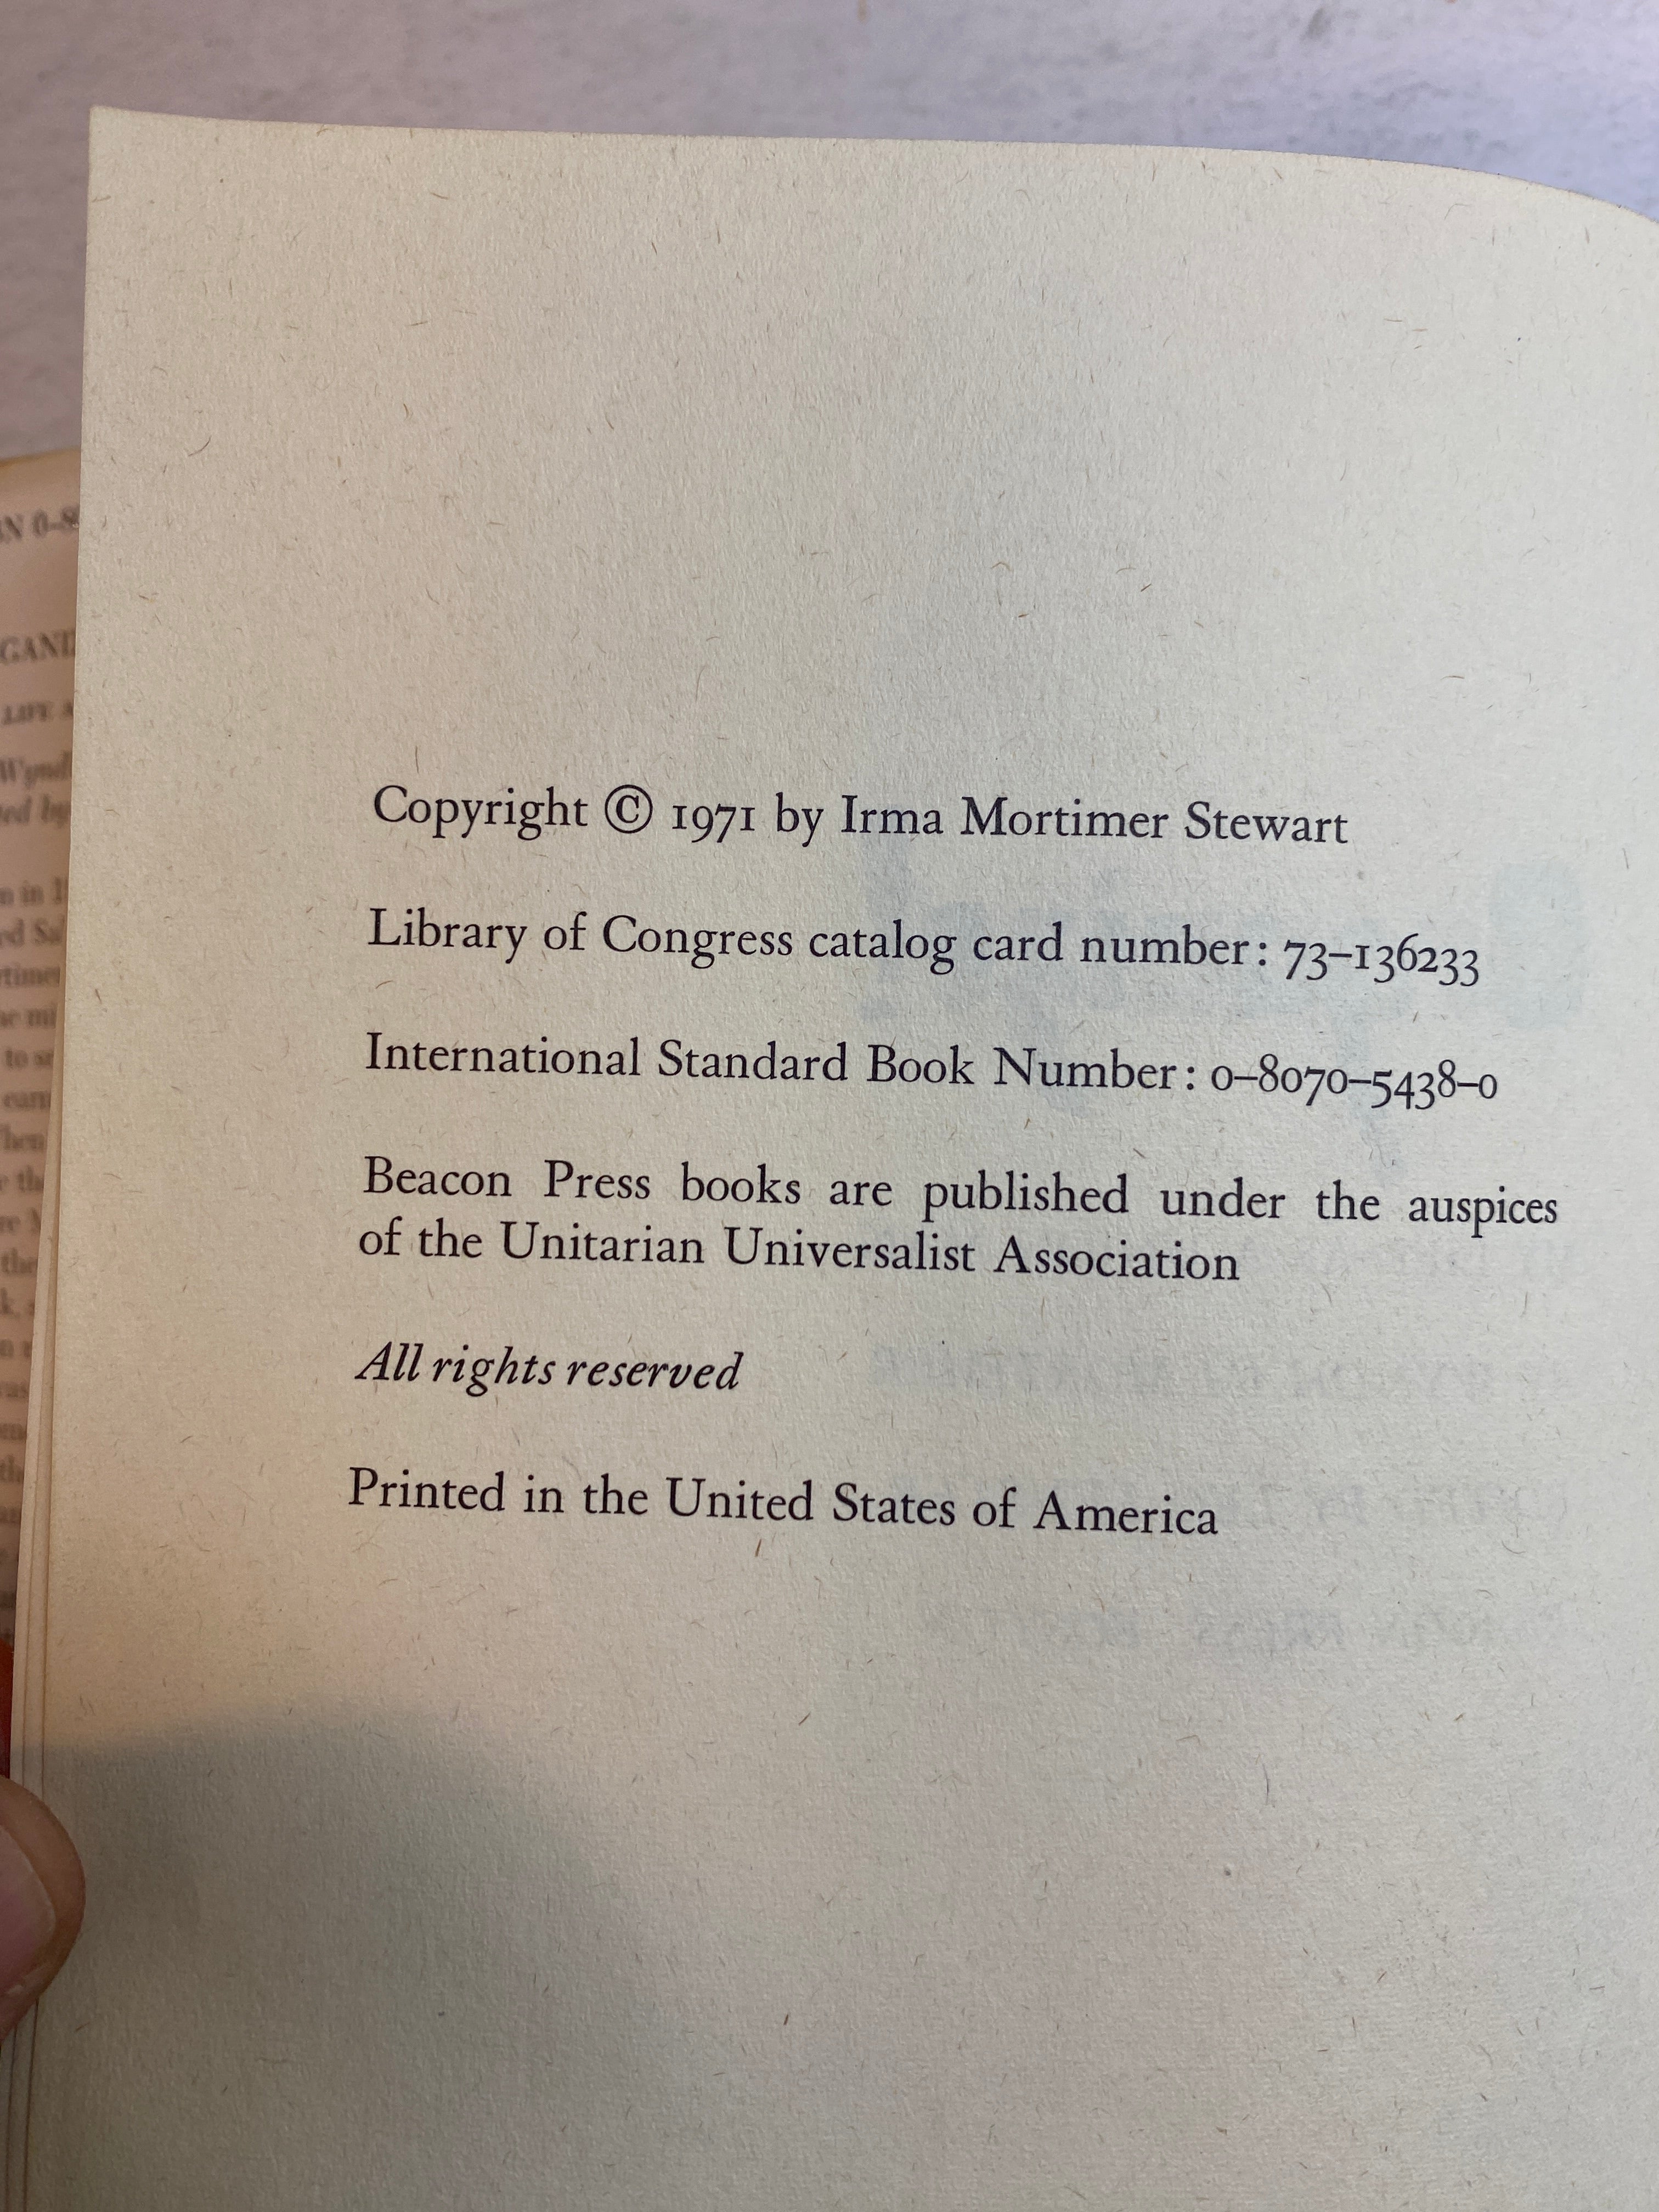 Copyright © 1971 by Irma Mortimer Stewart
Library of Congress catalog card number: 73–136233
International Standard Book Number: 0–8070–5438–0
Beacon Press books are published under the auspices
of the Unitarian Universalist Association
All rights reserved
Printed in the United States of America